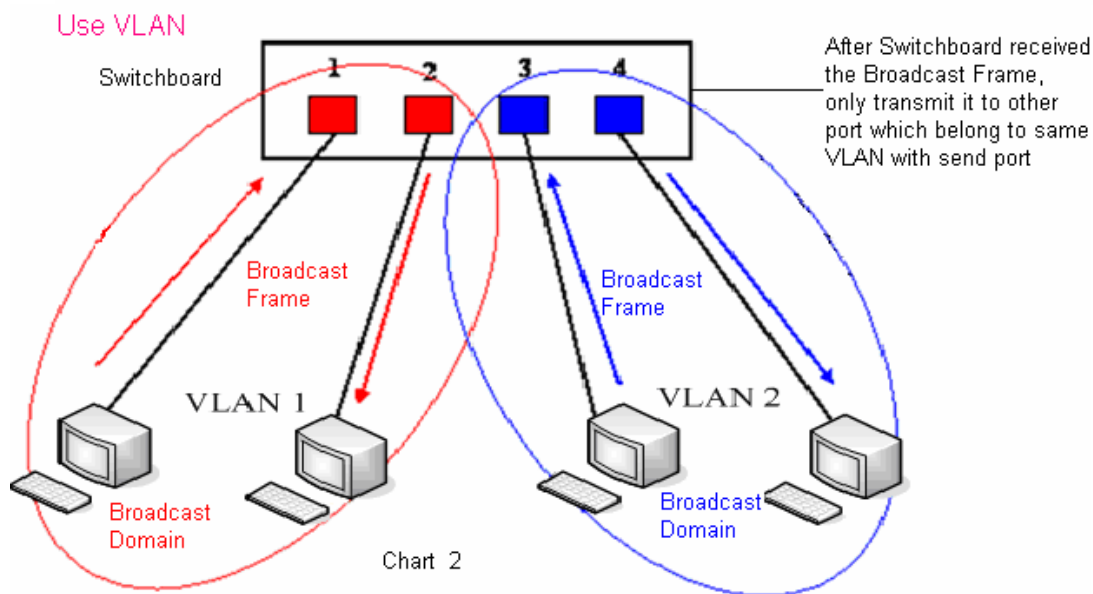 Use VLAN
Switchboard
1 2 3 4
After Switchboard received
the Broadcast Frame,
only transmit it to other
port which belong to same
VLAN with send port
Broadcast
Frame
Broadcast
Frame
VLAN 1
VLAN 2
Broadcast
Domain
Broadcast
Domain
Chart 2